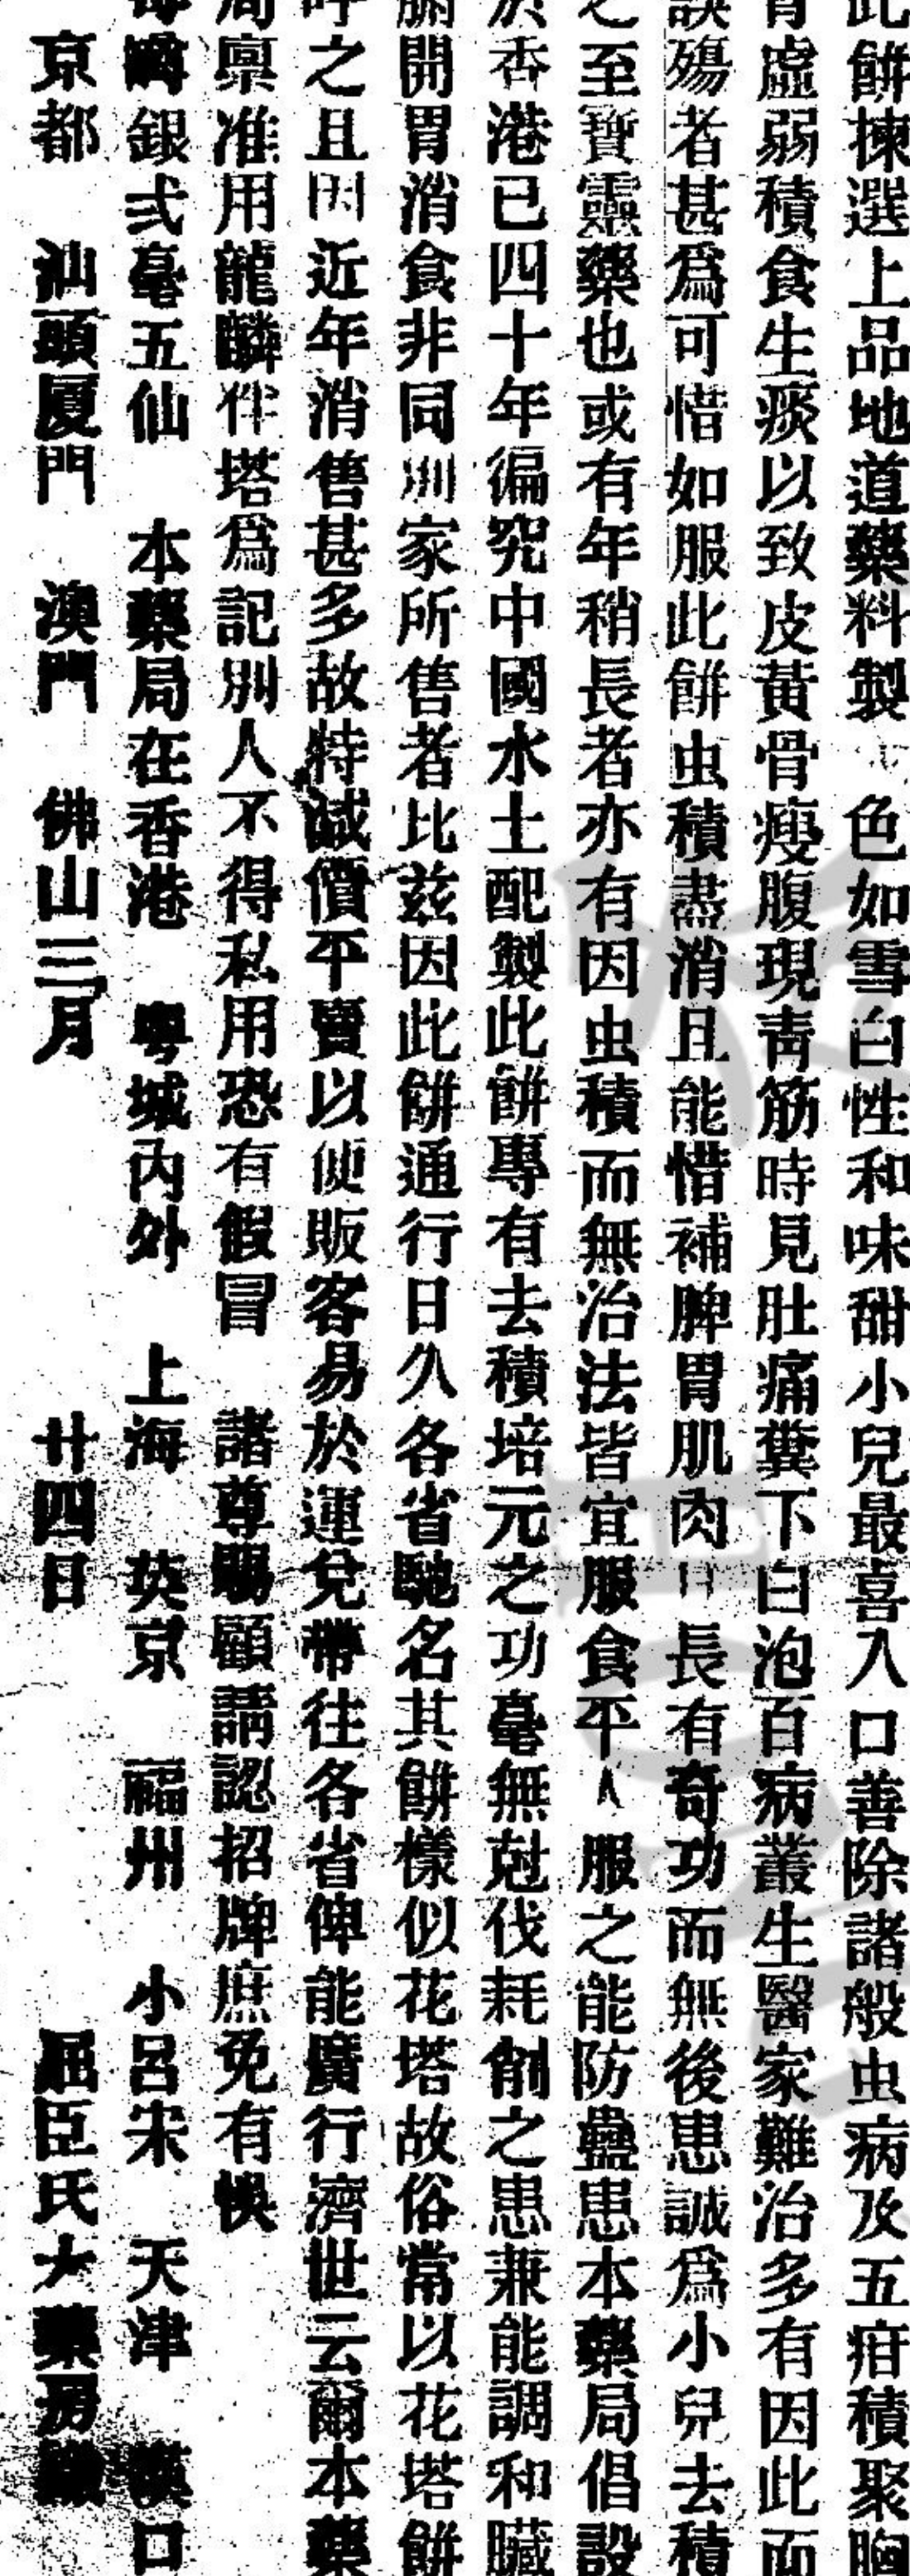 此餅揀選上品地道藥料製 色如雪白性和味甜小兒最喜入口善除諸般虫病及五疳積聚胸
胃虛弱積食生痰以致皮黃骨瘦腹現青筋時見肚痛糞下白泡百病叢生醫家難治多有因此而
誤殤者甚爲可惜如服此餅虫積盡消且能惜補脾胃肌肉日長有奇功而無後患誠爲小兒去積
之至寶靈藥也或有年稍長者亦有因虫積而無治法皆宜服食平人服之能防蠱患本藥局倡設
於香港已四十年徧究中國水土配製此餅專有去積培元之功毫無尅伐耗削之患兼能調和臟
腑開胃消食非同別家所售者比茲因此餅通行日久各省馳名其餅樣似花塔故俗常以花塔餅
呼之且因近年消售甚多故特減價平賣以便販客易於運兌帶往各省俾能廣行濟世云爾本藥
局禀准用龍麟伴塔爲記別人不得私用恐有假冒 諸尊賜顧請認招牌庶免有悞
每 銀弍毫五仙 本藥局在香港 粵城內外 上海 英京 福州 小呂宋 天津 漢口
京都 汕頭厦門 澳門 佛山 三月 廿四日 屈臣氏大藥房